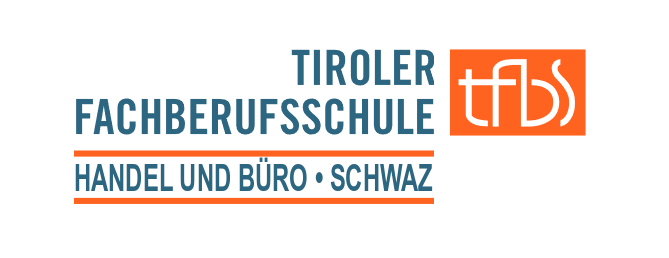 TIROLER
FACHBERUFSSCHULE
tfbs
HANDEL UND BÜRO • SCHWAZ